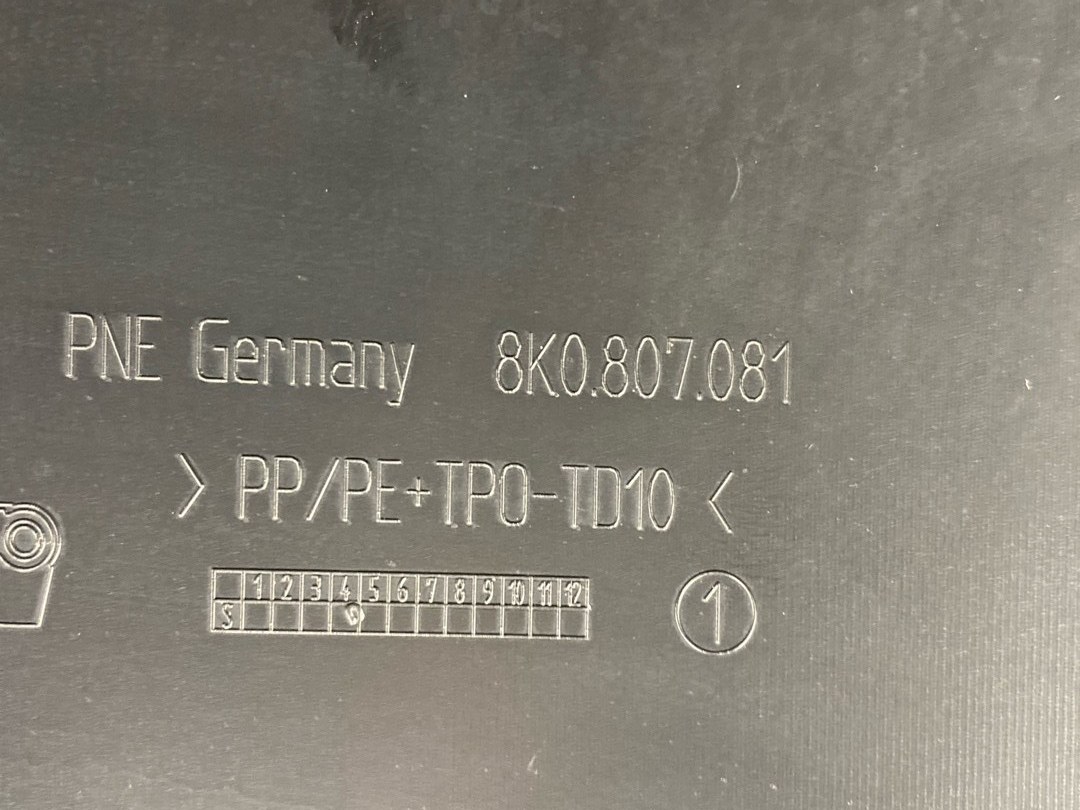 PNE Germany 8K0.807.081
> PP/PE+TPO-TD10 <
1 2 3 4 5 6 7 8 9 10 11 12
S
1